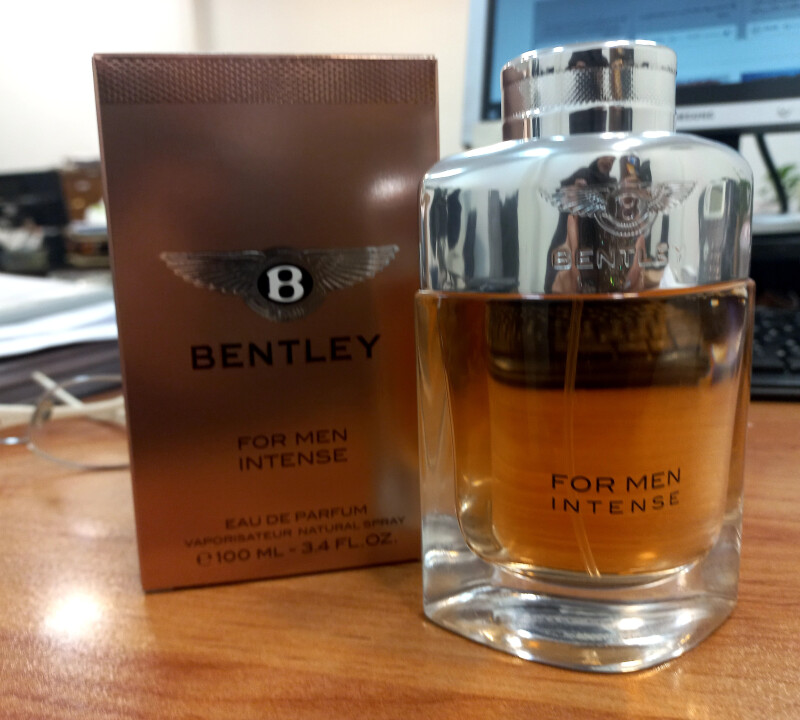 B
BENTLEY
FOR MEN
INTENSE
EAU DE PARFUM
VAPORISATEUR NATURAL SPRAY
℮ 100 ML - 3.4 FL.OZ.
B
BENTLEY
FOR MEN
INTENSE